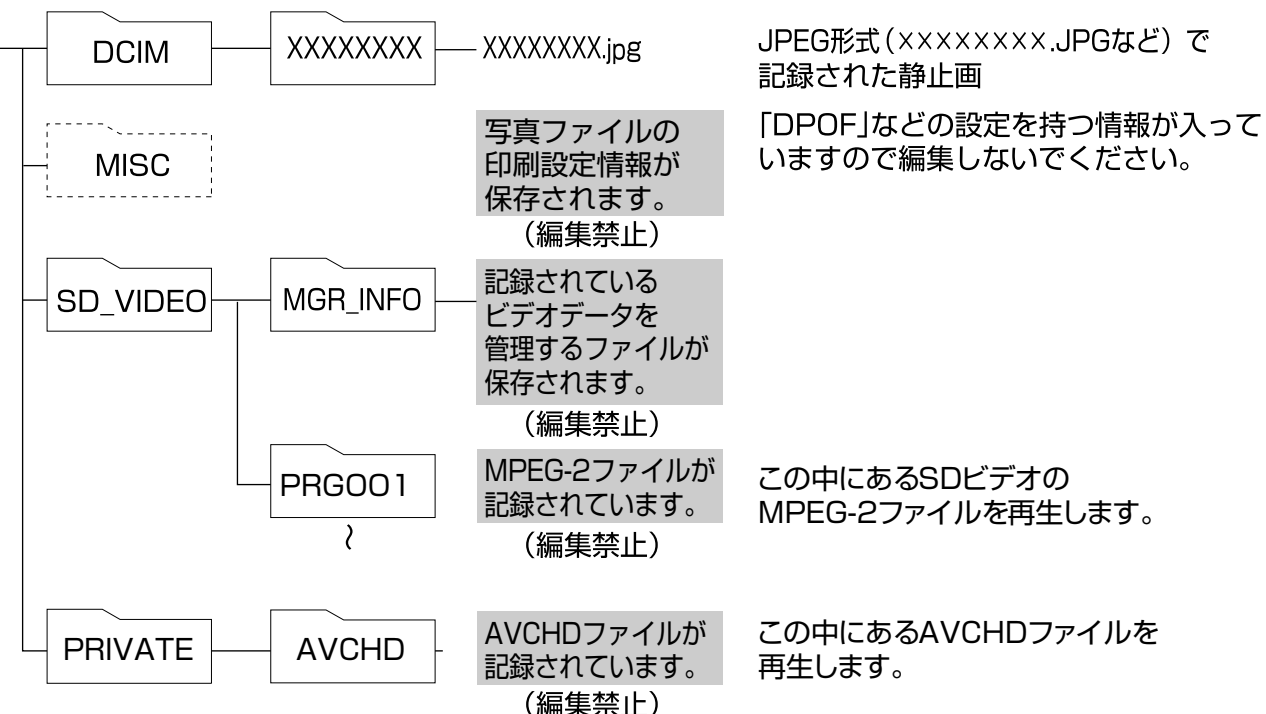 DCIM
XXXXXXXX
XXXXXXXX.jpg
JPEG形式（××××××××.JPGなど）で
記録された静止画
MISC
写真ファイルの
印刷設定情報が
保存されます。
（編集禁止）
「DPOF」などの設定を持つ情報が入って
いますので編集しないでください。
SD_VIDEO
MGR_INFO
記録されている
ビデオデータを
管理するファイルが
保存されます。
（編集禁止）
PRG001
～
MPEG-2ファイルが
記録されています。
（編集禁止）
この中にあるSDビデオの
MPEG-2ファイルを再生します。
PRIVATE
AVCHD
AVCHDファイルが
記録されています。
（編集禁止）
この中にあるAVCHDファイルを
再生します。